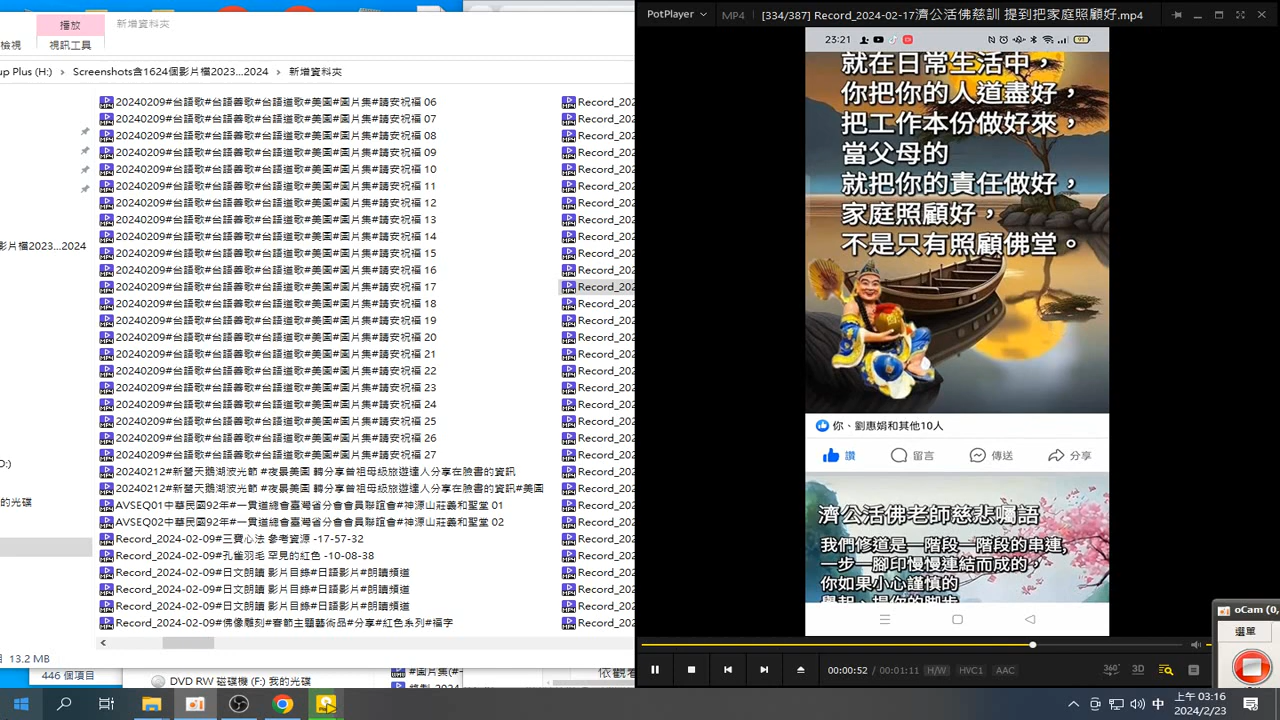 播放
新增資料夾
檢視
視訊工具
up Plus (H:) › Screenshots含1624個影片檔2023...2024 › 新增資料夾
影片檔2023...2024
20240209#台語歌#台語善歌#台語道歌#美圖#圖片集#請安祝福 06
20240209#台語歌#台語善歌#台語道歌#美圖#圖片集#請安祝福 07
20240209#台語歌#台語善歌#台語道歌#美圖#圖片集#請安祝福 08
20240209#台語歌#台語善歌#台語道歌#美圖#圖片集#請安祝福 09
20240209#台語歌#台語善歌#台語道歌#美圖#圖片集#請安祝福 10
20240209#台語歌#台語善歌#台語道歌#美圖#圖片集#請安祝福 11
20240209#台語歌#台語善歌#台語道歌#美圖#圖片集#請安祝福 12
20240209#台語歌#台語善歌#台語道歌#美圖#圖片集#請安祝福 13
20240209#台語歌#台語善歌#台語道歌#美圖#圖片集#請安祝福 14
20240209#台語歌#台語善歌#台語道歌#美圖#圖片集#請安祝福 15
20240209#台語歌#台語善歌#台語道歌#美圖#圖片集#請安祝福 16
20240209#台語歌#台語善歌#台語道歌#美圖#圖片集#請安祝福 17
20240209#台語歌#台語善歌#台語道歌#美圖#圖片集#請安祝福 18
20240209#台語歌#台語善歌#台語道歌#美圖#圖片集#請安祝福 19
20240209#台語歌#台語善歌#台語道歌#美圖#圖片集#請安祝福 20
20240209#台語歌#台語善歌#台語道歌#美圖#圖片集#請安祝福 21
20240209#台語歌#台語善歌#台語道歌#美圖#圖片集#請安祝福 22
20240209#台語歌#台語善歌#台語道歌#美圖#圖片集#請安祝福 23
20240209#台語歌#台語善歌#台語道歌#美圖#圖片集#請安祝福 24
20240209#台語歌#台語善歌#台語道歌#美圖#圖片集#請安祝福 25
20240209#台語歌#台語善歌#台語道歌#美圖#圖片集#請安祝福 26
20240209#台語歌#台語善歌#台語道歌#美圖#圖片集#請安祝福 27
20240212#新營天鵝湖波光節 #夜景美圖 轉分享曾祖母級旅遊達人分享在臉書的資訊
20240212#新營天鵝湖波光節 #夜景美圖 轉分享曾祖母級旅遊達人分享在臉書的資訊#美圖
AVSEQ01中華民國92年#一貫道總會臺灣省分會會員聯誼會#神源山莊義和聖堂 01
AVSEQ02中華民國92年#一貫道總會臺灣省分會會員聯誼會#神源山莊義和聖堂 02
Record_2024-02-09#三寶心法 參考資源 -17-57-32
Record_2024-02-09#孔雀羽毛 罕見的紅色 -10-08-38
Record_2024-02-09#日文朗讀 影片目錄#日語影片#朗讀頻道
Record_2024-02-09#日文朗讀 影片目錄#日語影片#朗讀頻道
Record_2024-02-09#日文朗讀 影片目錄#日語影片#朗讀頻道
Record_2024-02-09#佛像雕刻#春節主題藝術品#分享#紅色系列#福字
13.2 MB
446 個項目
DVD RW 磁碟機 (F:) 我的光碟
PotPlayer
MP4
[334/387] Record_2024-02-17濟公活佛慈訓 提到把家庭照顧好.mp4
23:21
91
就在日常生活中，
你把你的人道盡好，
把工作本份做好來，
當父母的
就把你的責任做好，
家庭照顧好，
不是只有照顧佛堂。
你、劉惠娟和其他10人
讚
留言
傳送
分享
濟公活佛老師慈悲囑語
我們修道是一階段一階段的串連，
一步一腳印慢慢連結而成的。
你如果小心謹慎的
00:00:52 / 00:01:11
H/W
HVC1
AAC
360°
3D
oCam (0,
選單
中
上午 03:16
2024/2/23